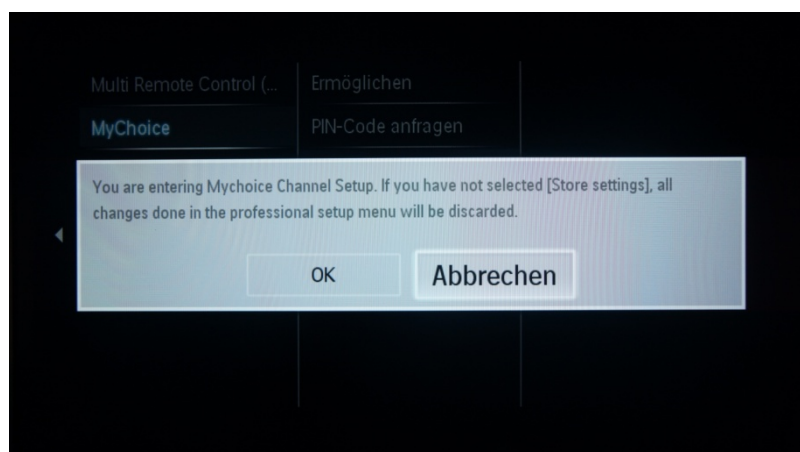 Multi Remote Control (...
Ermöglichen
MyChoice
PIN-Code anfragen
You are entering Mychoice Channel Setup. If you have not selected [Store settings], all
changes done in the professional setup menu will be discarded.
OK
Abbrechen